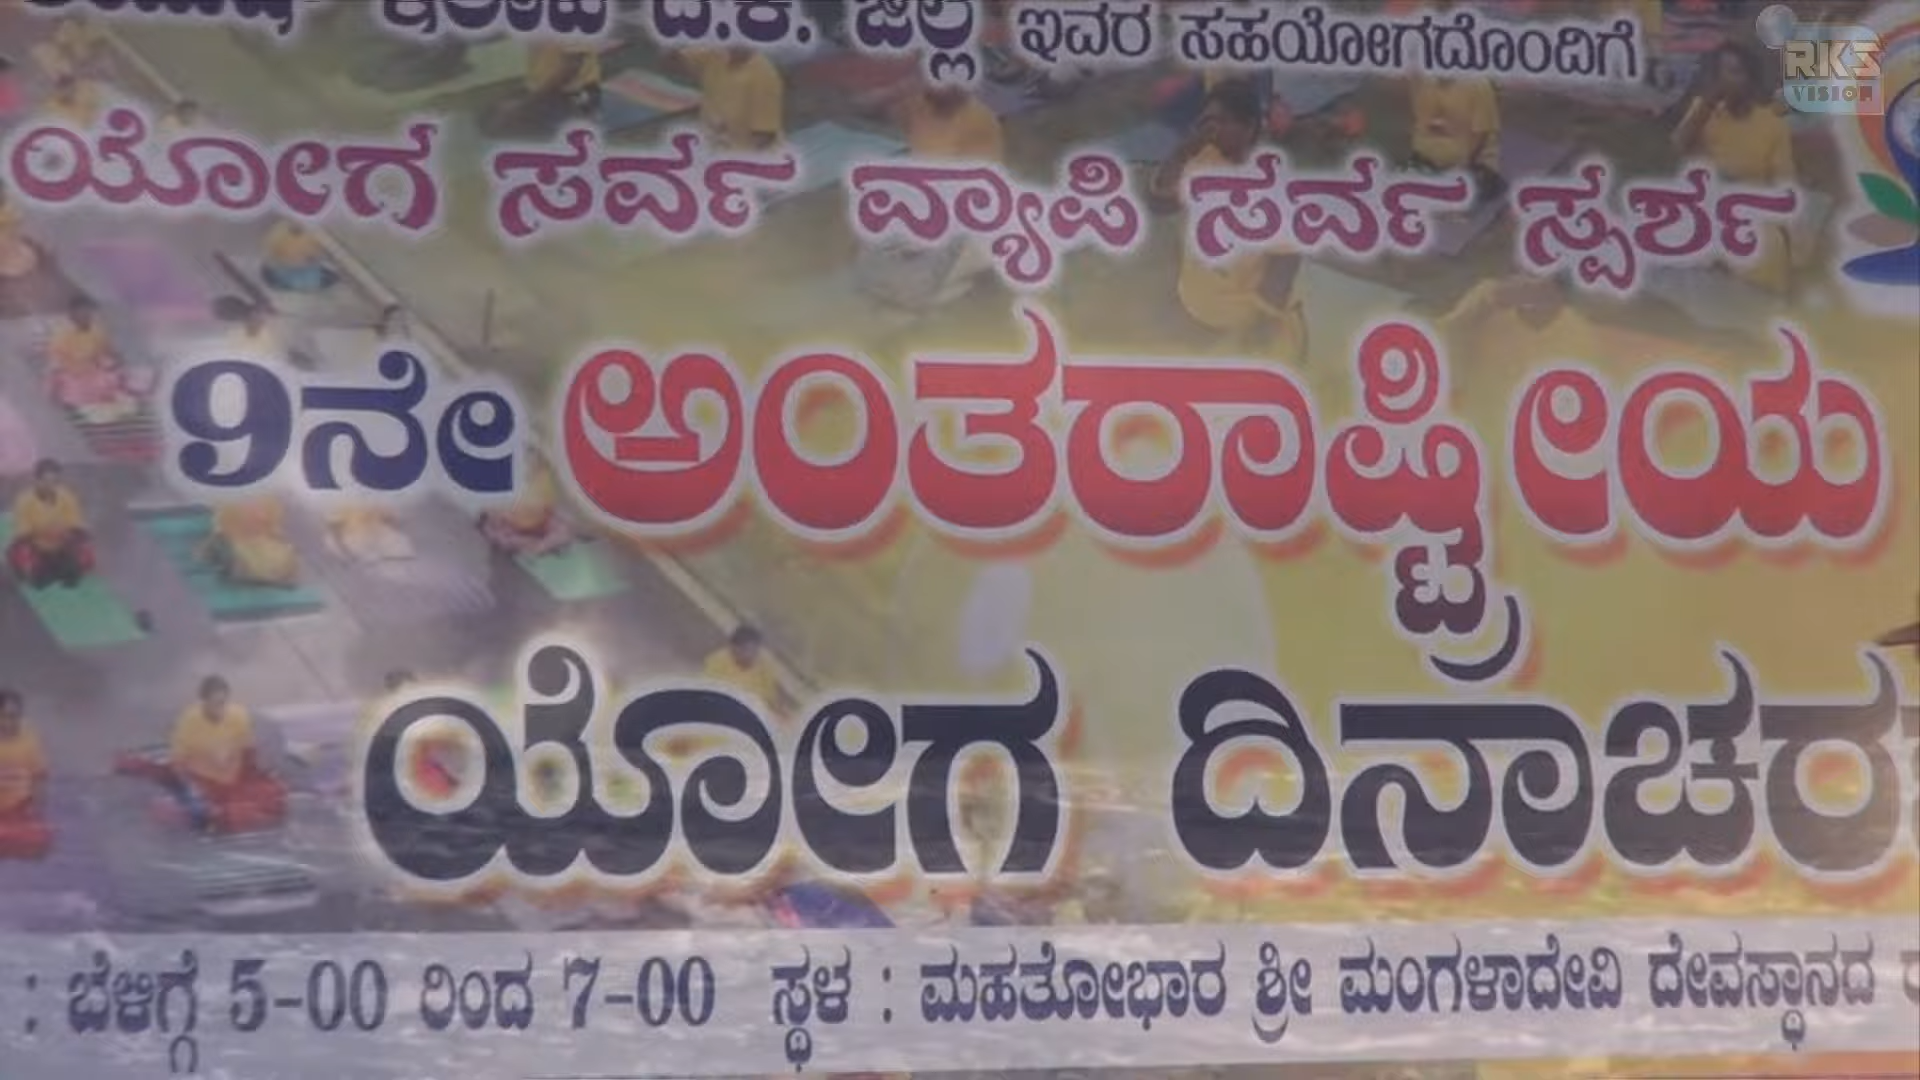 ಇಲಾಖೆ ದ.ಕ. ಜಿಲ್ಲೆ ಇವರ ಸಹಯೋಗದೊಂದಿಗೆ
RKS
VISION
ಯೋಗ ಸರ್ವ ವ್ಯಾಪಿ ಸರ್ವ ಸ್ಪರ್ಶ
9ನೇ ಅಂತರಾಷ್ಟ್ರೀಯ
ಯೋಗ ದಿನಾಚರ
: ಬೆಳಿಗ್ಗೆ 5-00 ರಿಂದ 7-00 ಸ್ಥಳ : ಮಹತೋಭಾರ ಶ್ರೀ ಮಂಗಳಾದೇವಿ ದೇವಸ್ಥಾನದ